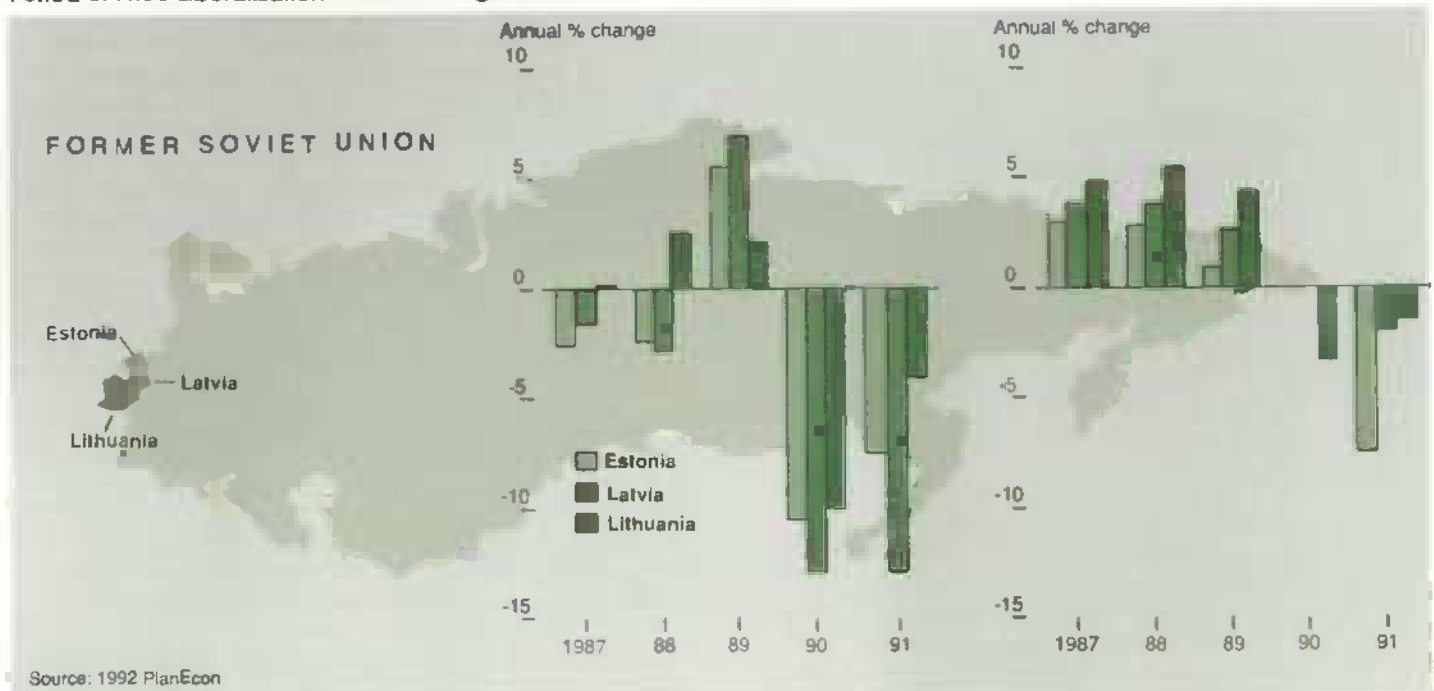 FORMER SOVIET UNION
Estonia
Latvia
Lithuania
Annual % change
10
5
0
-5
-10
-15
1987 88 89 90 91
Estonia
Latvia
Lithuania
Annual % change
10
5
0
-5
-10
-15
1987 88 89 90 91
Source: 1992 PlanEcon